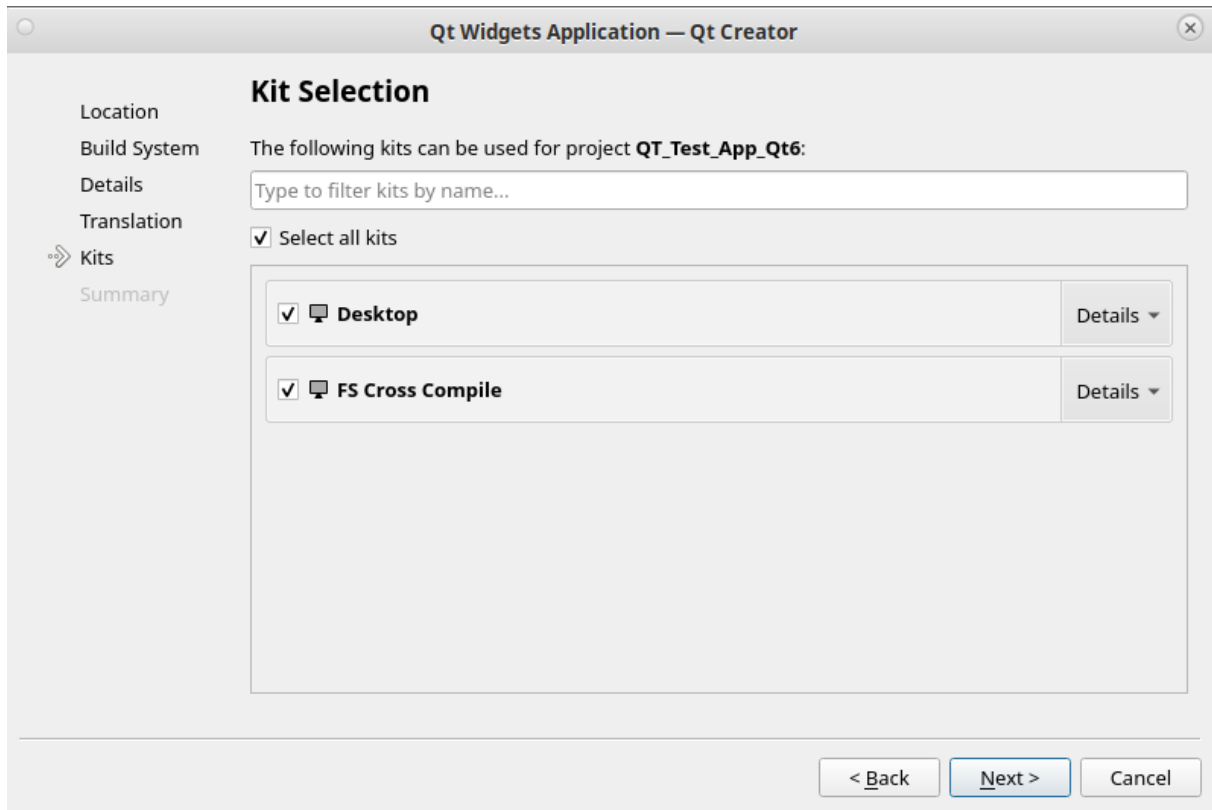 Qt Widgets Application — Qt Creator
Location
Build System
Details
Translation
Kits
Summary
Kit Selection
The following kits can be used for project QT_Test_App_Qt6:
Type to filter kits by name...
Select all kits
Desktop
Details
FS Cross Compile
Details
< Back
Next >
Cancel